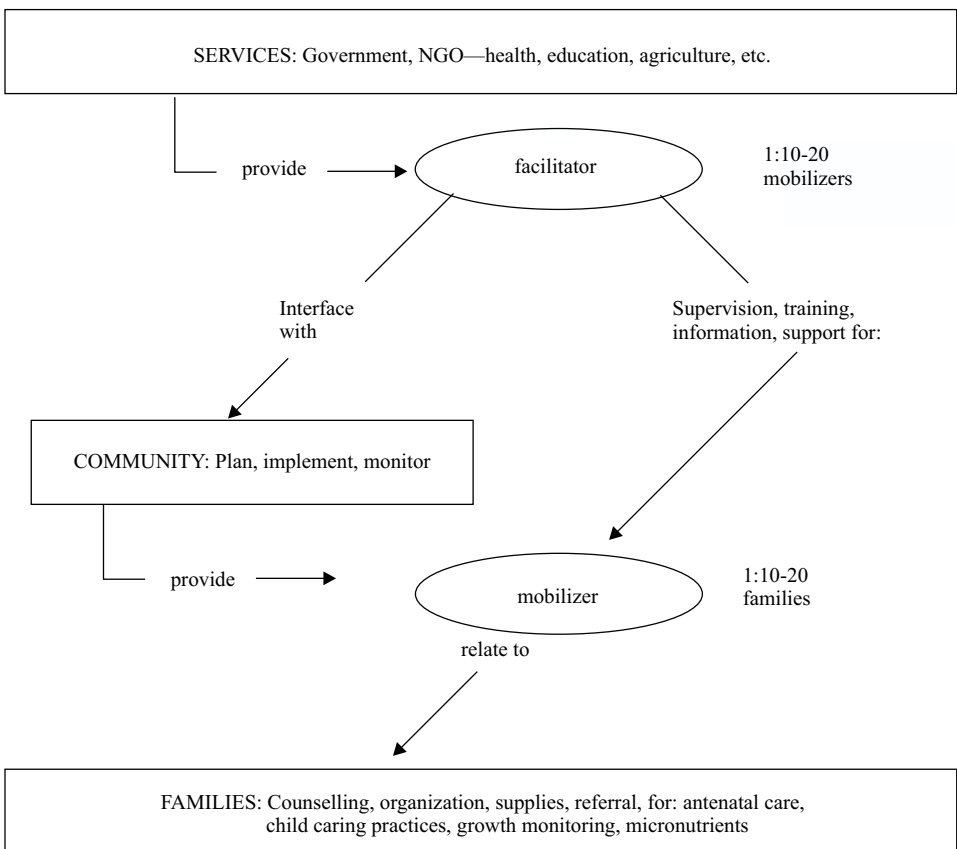 SERVICES: Government, NGO—health, education, agriculture, etc.
provide
facilitator
1:10-20
mobilizers
Interface
with
Supervision, training,
information, support for:
COMMUNITY: Plan, implement, monitor
provide
mobilizer
1:10-20
families
relate to
FAMILIES: Counselling, organization, supplies, referral, for: antenatal care,
child caring practices, growth monitoring, micronutrients